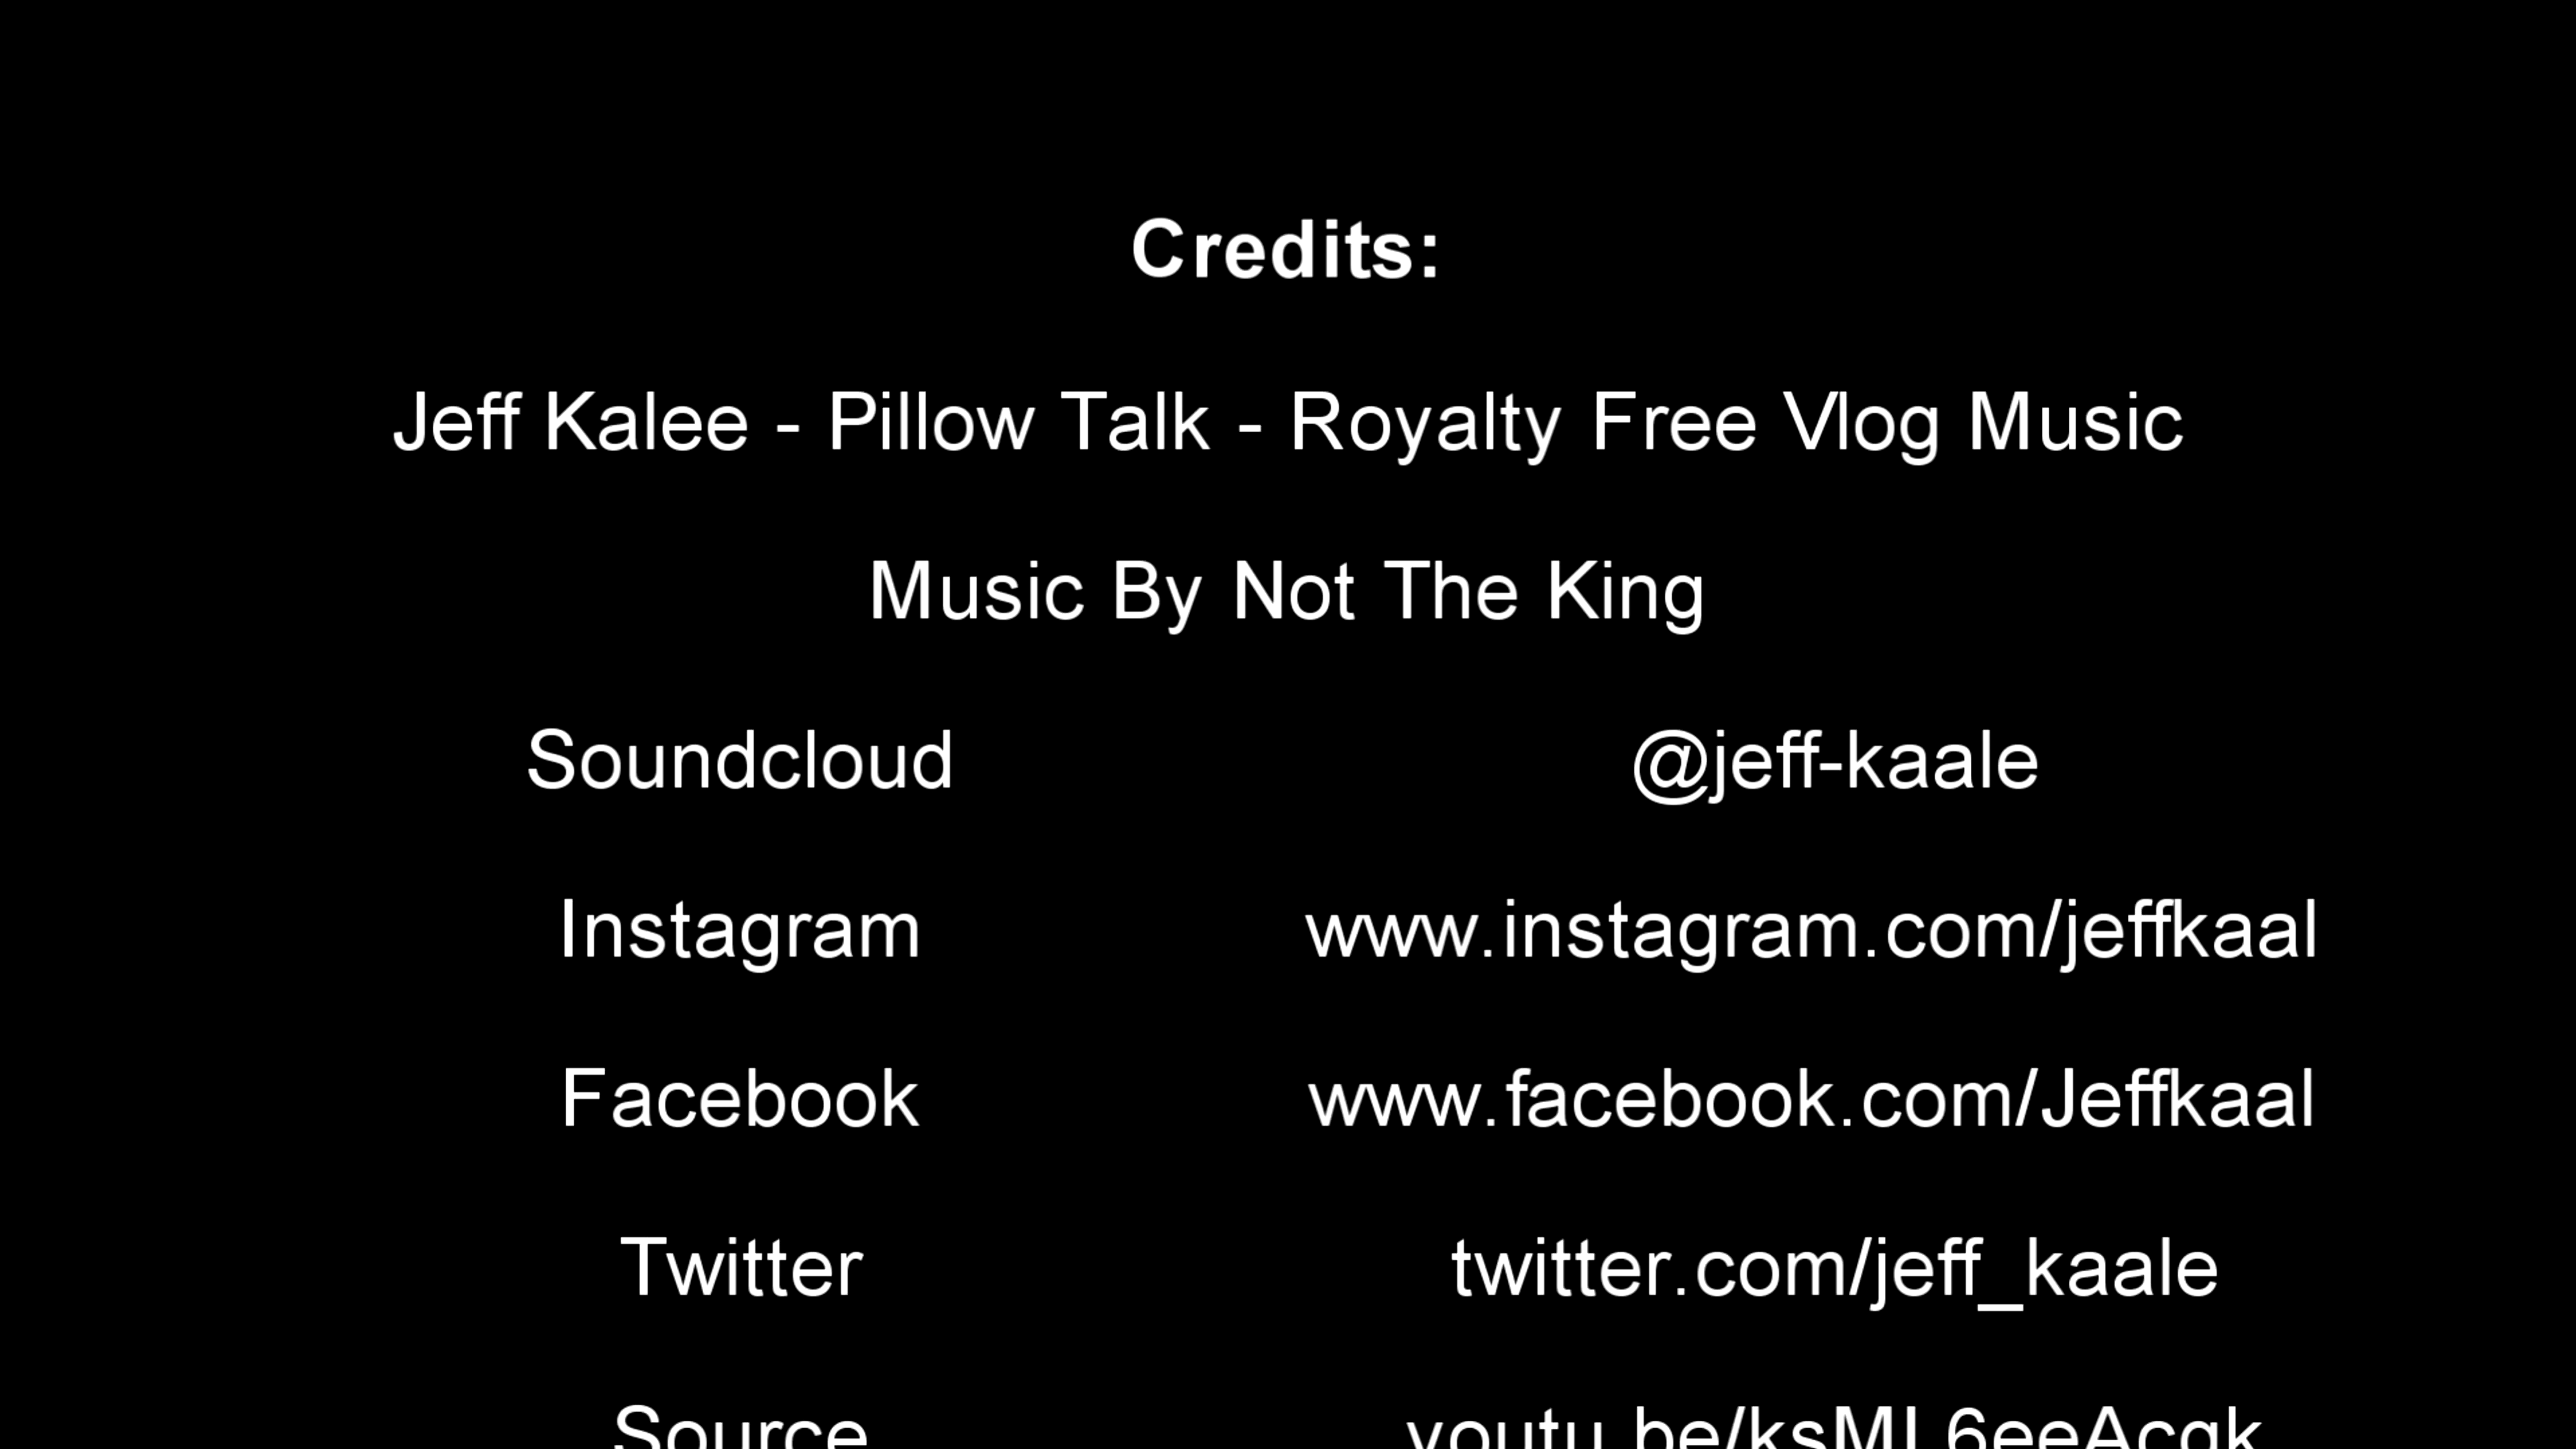 Credits:
Jeff Kalee - Pillow Talk - Royalty Free Vlog Music
Music By Not The King
Soundcloud @jeff-kaale
Instagram www.instagram.com/jeffkaal
Facebook www.facebook.com/Jeffkaal
Twitter twitter.com/jeff_kaale
Source